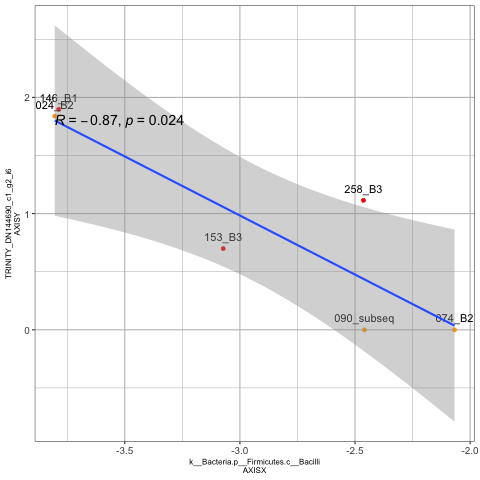 146_B1
024_B2
R = −0.87, p = 0.024
258_B3
153_B3
090_subseq
074_B2
2
1
0
-3.5
-3.0
-2.5
-2.0
TRINITY_DN144690_c1_g2_i6
AXISY
k__Bacteria.p__Firmicutes.c__Bacilli
AXISX